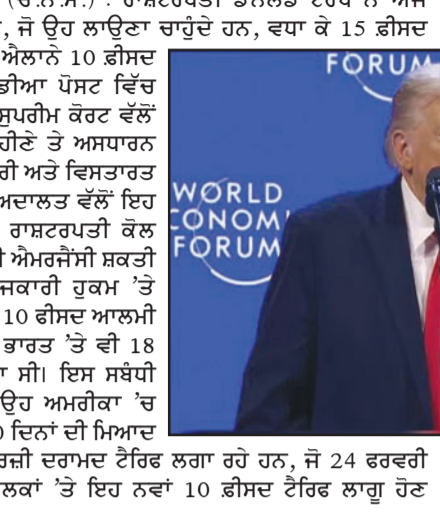 (ਚ.ਨ.ਸ.) : ਰਾਸ਼ਟਰਪਤੀ ਡੋਨਲਡ ਟਰੰਪ ਨੇ ਅੱਜ
, ਜੋ ਉਹ ਲਾਉਣਾ ਚਾਹੁੰਦੇ ਹਨ, ਵਧਾ ਕੇ 15 ਫ਼ੀਸਦ
ਐਲਾਨੇ 10 ਫ਼ੀਸਦ
ਡੀਆ ਪੋਸਟ ਵਿੱਚ
ਸੁਪਰੀਮ ਕੋਰਟ ਵੱਲੋਂ
ਹੀਣੇ ਤੇ ਅਸਧਾਰਨ
ਰੀ ਅਤੇ ਵਿਸਤਾਰਤ
ਅਦਾਲਤ ਵੱਲੋਂ ਇਹ
ਰਾਸ਼ਟਰਪਤੀ ਕੋਲ
ੀ ਐਮਰਜੈਂਸੀ ਸ਼ਕਤੀ
ਜਕਾਰੀ ਹੁਕਮ ’ਤੇ
10 ਫੀਸਦ ਆਲਮੀ
ਭਾਰਤ ’ਤੇ ਵੀ 18
ਾ ਸੀ। ਇਸ ਸਬੰਧੀ
ਉਹ ਅਮਰੀਕਾ ’ਚ
0 ਦਿਨਾਂ ਦੀ ਮਿਆਦ
ਰਜ਼ੀ ਦਰਾਮਦ ਟੈਰਿਫ ਲਗਾ ਰਹੇ ਹਨ, ਜੋ 24 ਫਰਵਰੀ
ਲਕਾਂ ’ਤੇ ਇਹ ਨਵਾਂ 10 ਫ਼ੀਸਦ ਟੈਰਿਫ ਲਾਗੂ ਹੋਣ
FORUM
WORLD
ECONOMI
FORUM